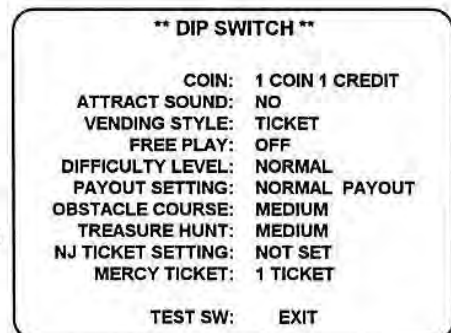 ** DIP SWITCH **
COIN: 1 COIN 1 CREDIT
ATTRACT SOUND: NO
VENDING STYLE: TICKET
FREE PLAY: OFF
DIFFICULTY LEVEL: NORMAL
PAYOUT SETTING: NORMAL PAYOUT
OBSTACLE COURSE: MEDIUM
TREASURE HUNT: MEDIUM
NJ TICKET SETTING: NOT SET
MERCY TICKET: 1 TICKET
TEST SW: EXIT